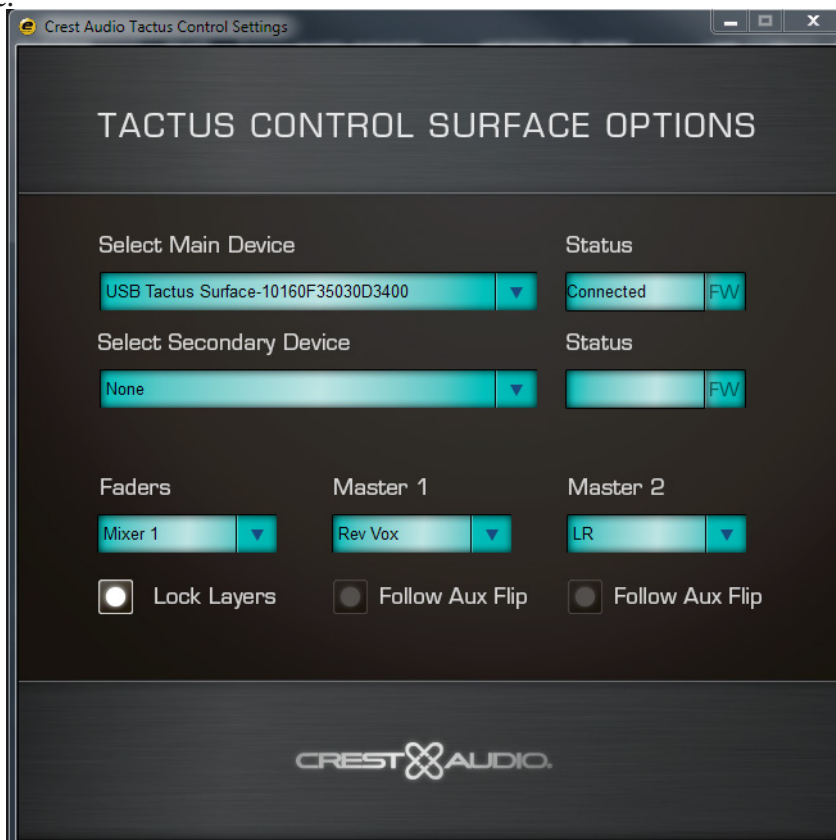 Crest Audio Tactus Control Settings
TACTUS CONTROL SURFACE OPTIONS
Select Main Device Status
USB Tactus Surface-10160F35030D3400 Connected FW
Select Secondary Device Status
None FW
Faders Master 1 Master 2
Mixer 1 Rev Vox LR
Lock Layers Follow Aux Flip Follow Aux Flip
CREST AUDIO.